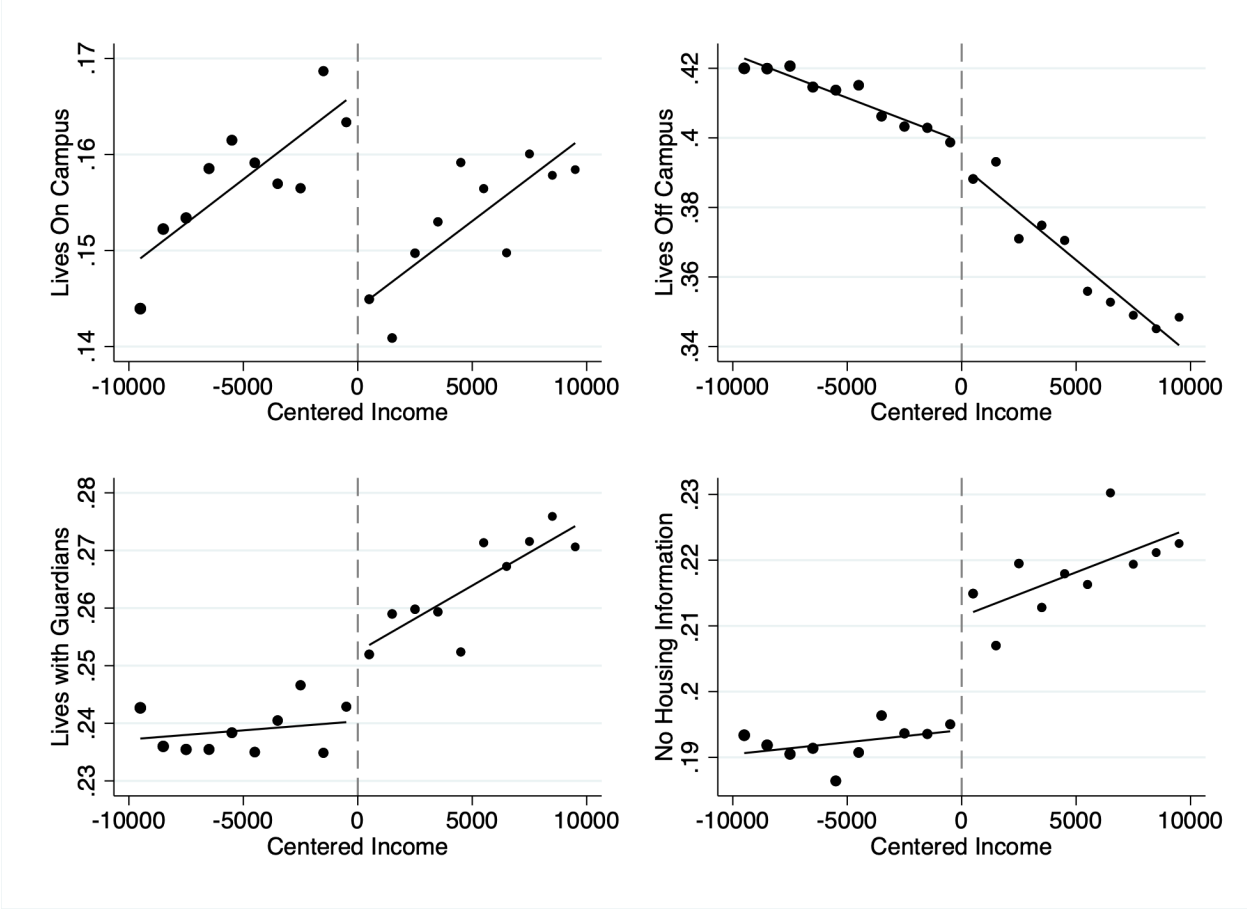 Lives On Campus
.17
.16
.15
.14
-10000 -5000 0 5000 10000
Centered Income
Lives Off Campus
.42
.4
.38
.36
.34
-10000 -5000 0 5000 10000
Centered Income
Lives with Guardians
.28
.27
.26
.25
.24
.23
-10000 -5000 0 5000 10000
Centered Income
No Housing Information
.23
.22
.21
.2
.19
-10000 -5000 0 5000 10000
Centered Income